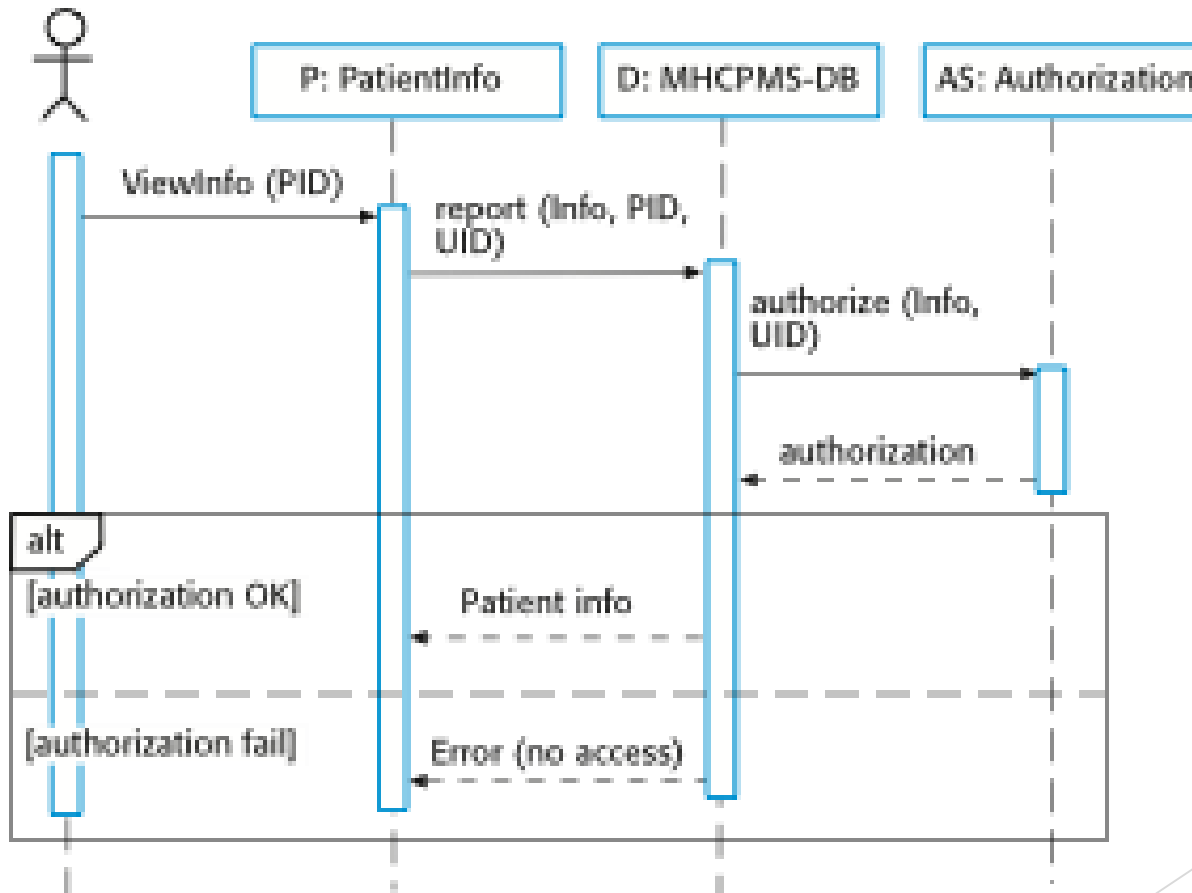 P: PatientInfo
D: MHCPMS-DB
AS: Authorization
ViewInfo (PID)
report (Info, PID,
UID)
authorize (Info,
UID)
authorization
alt
[authorization OK]
Patient info
[authorization fail]
Error (no access)